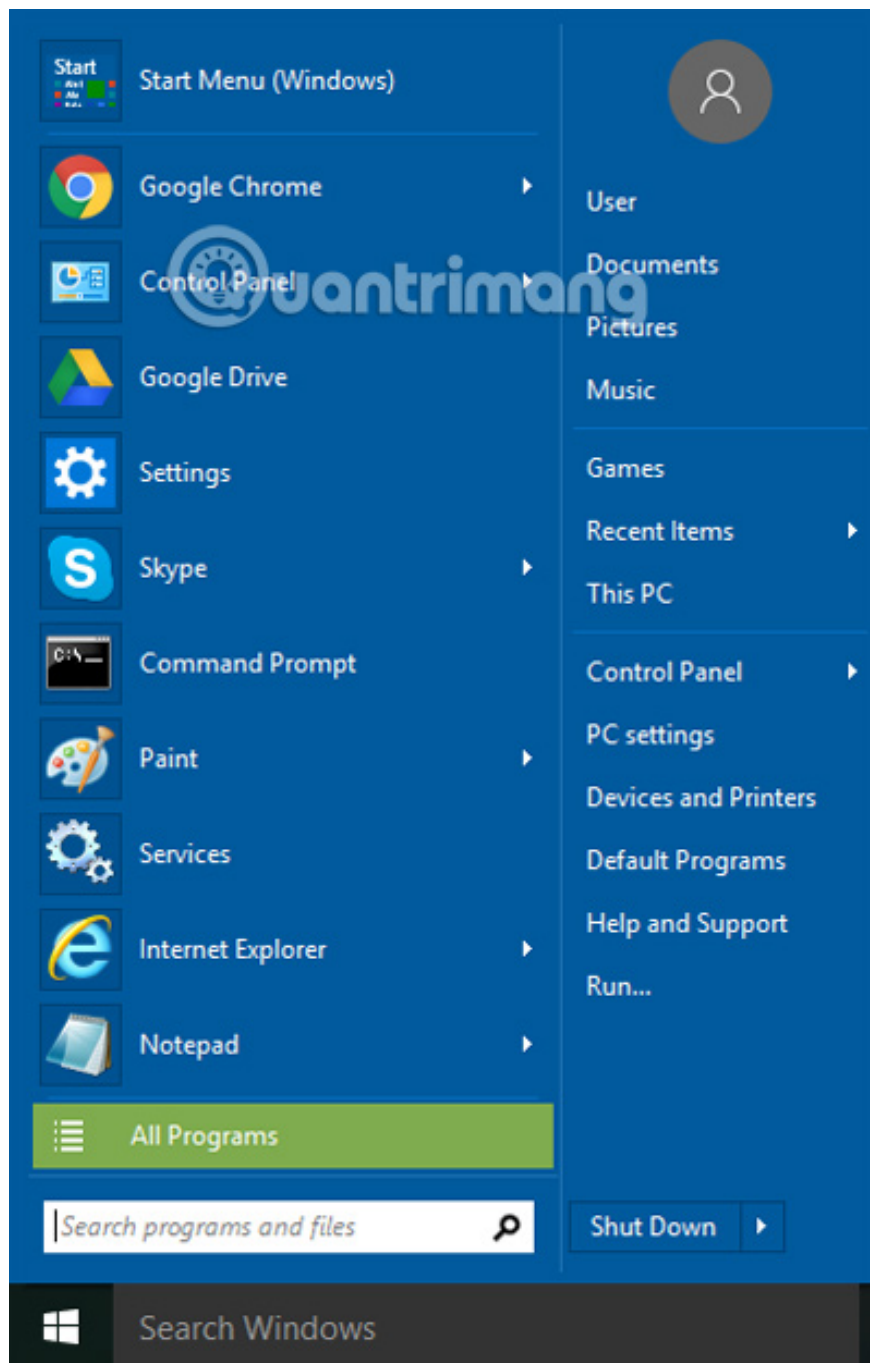 Start
Start Menu (Windows)
Google Chrome
Control Panel
Google Drive
Settings
Skype
C:\_
Command Prompt
Paint
Services
Internet Explorer
Notepad
All Programs
Search programs and files
User
Documents
Pictures
Music
Games
Recent Items
This PC
Control Panel
PC settings
Devices and Printers
Default Programs
Help and Support
Run...
Shut Down
Quantrimang
Search Windows